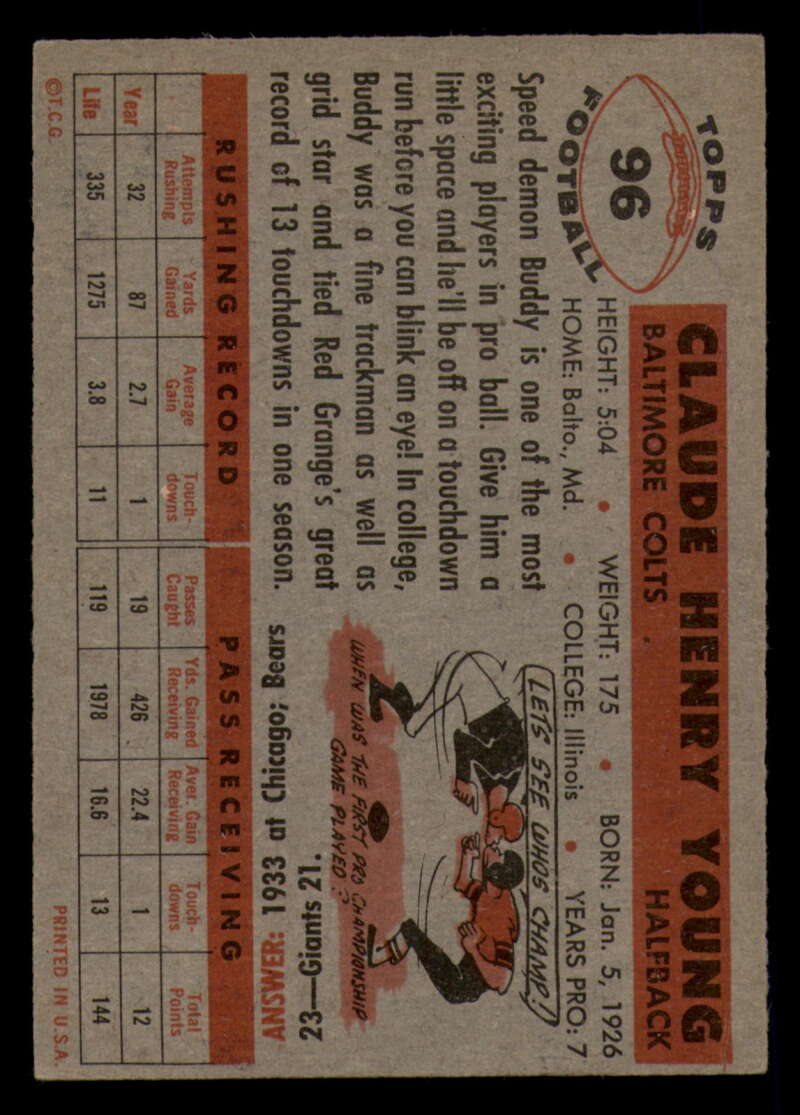 TOPPS
96
FOOTBALL
CLAUDE HENRY YOUNG
BALTIMORE COLTS HALFBACK
HEIGHT: 5:04 • WEIGHT: 175 • BORN: Jan. 5, 1926
HOME: Balto., Md. • COLLEGE: Illinois • YEARS PRO: 7
Speed demon Buddy is one of the most
exciting players in pro ball. Give him a
little space and he'll be off on a touchdown
run before you can blink an eye! In college,
Buddy was a fine trackman as well as
grid star and tied Red Grange's great
record of 13 touchdowns in one season.
LET'S SEE WHO'S CHAMP!
WHEN WAS THE FIRST PRO CHAMPIONSHIP
GAME PLAYED?
ANSWER: 1933 at Chicago; Bears
23—Giants 21.
RUSHING RECORD PASS RECEIVING
Attempts Rushing Yards Gained Average Gain Touch-downs Passes Caught Yds. Gained Receiving Aver. Gain Receiving Touch-downs Total Points
Year 32 87 2.7 1 19 426 22.4 1 12
Life 335 1275 3.8 11 119 1978 16.6 13 144
©T.C.G. PRINTED IN U.S.A.